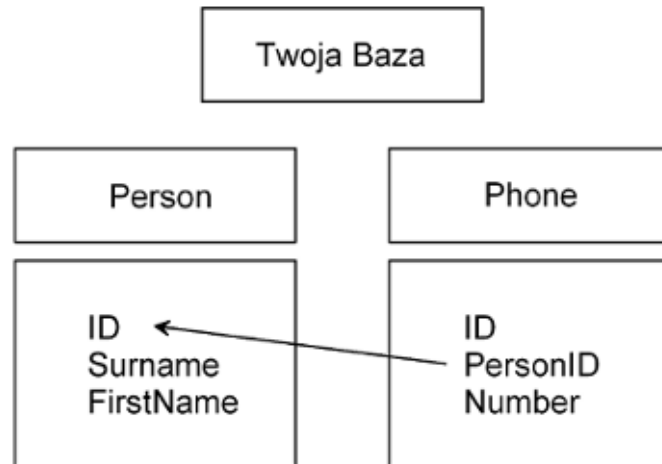 Twoja Baza
Person
Phone
ID
Surname
FirstName
ID
PersonID
Number